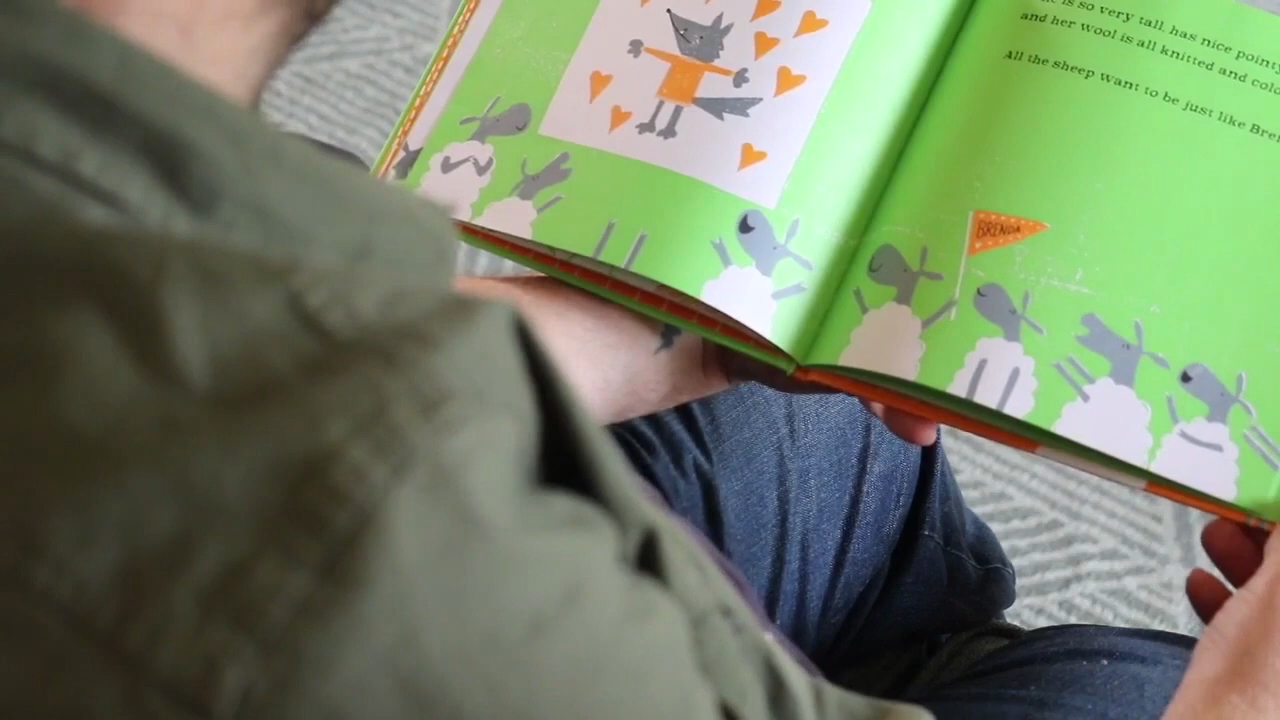 is so very tall, has nice pointy
and her wool is all knitted and colo
All the sheep want to be just like Bren
BRENDA